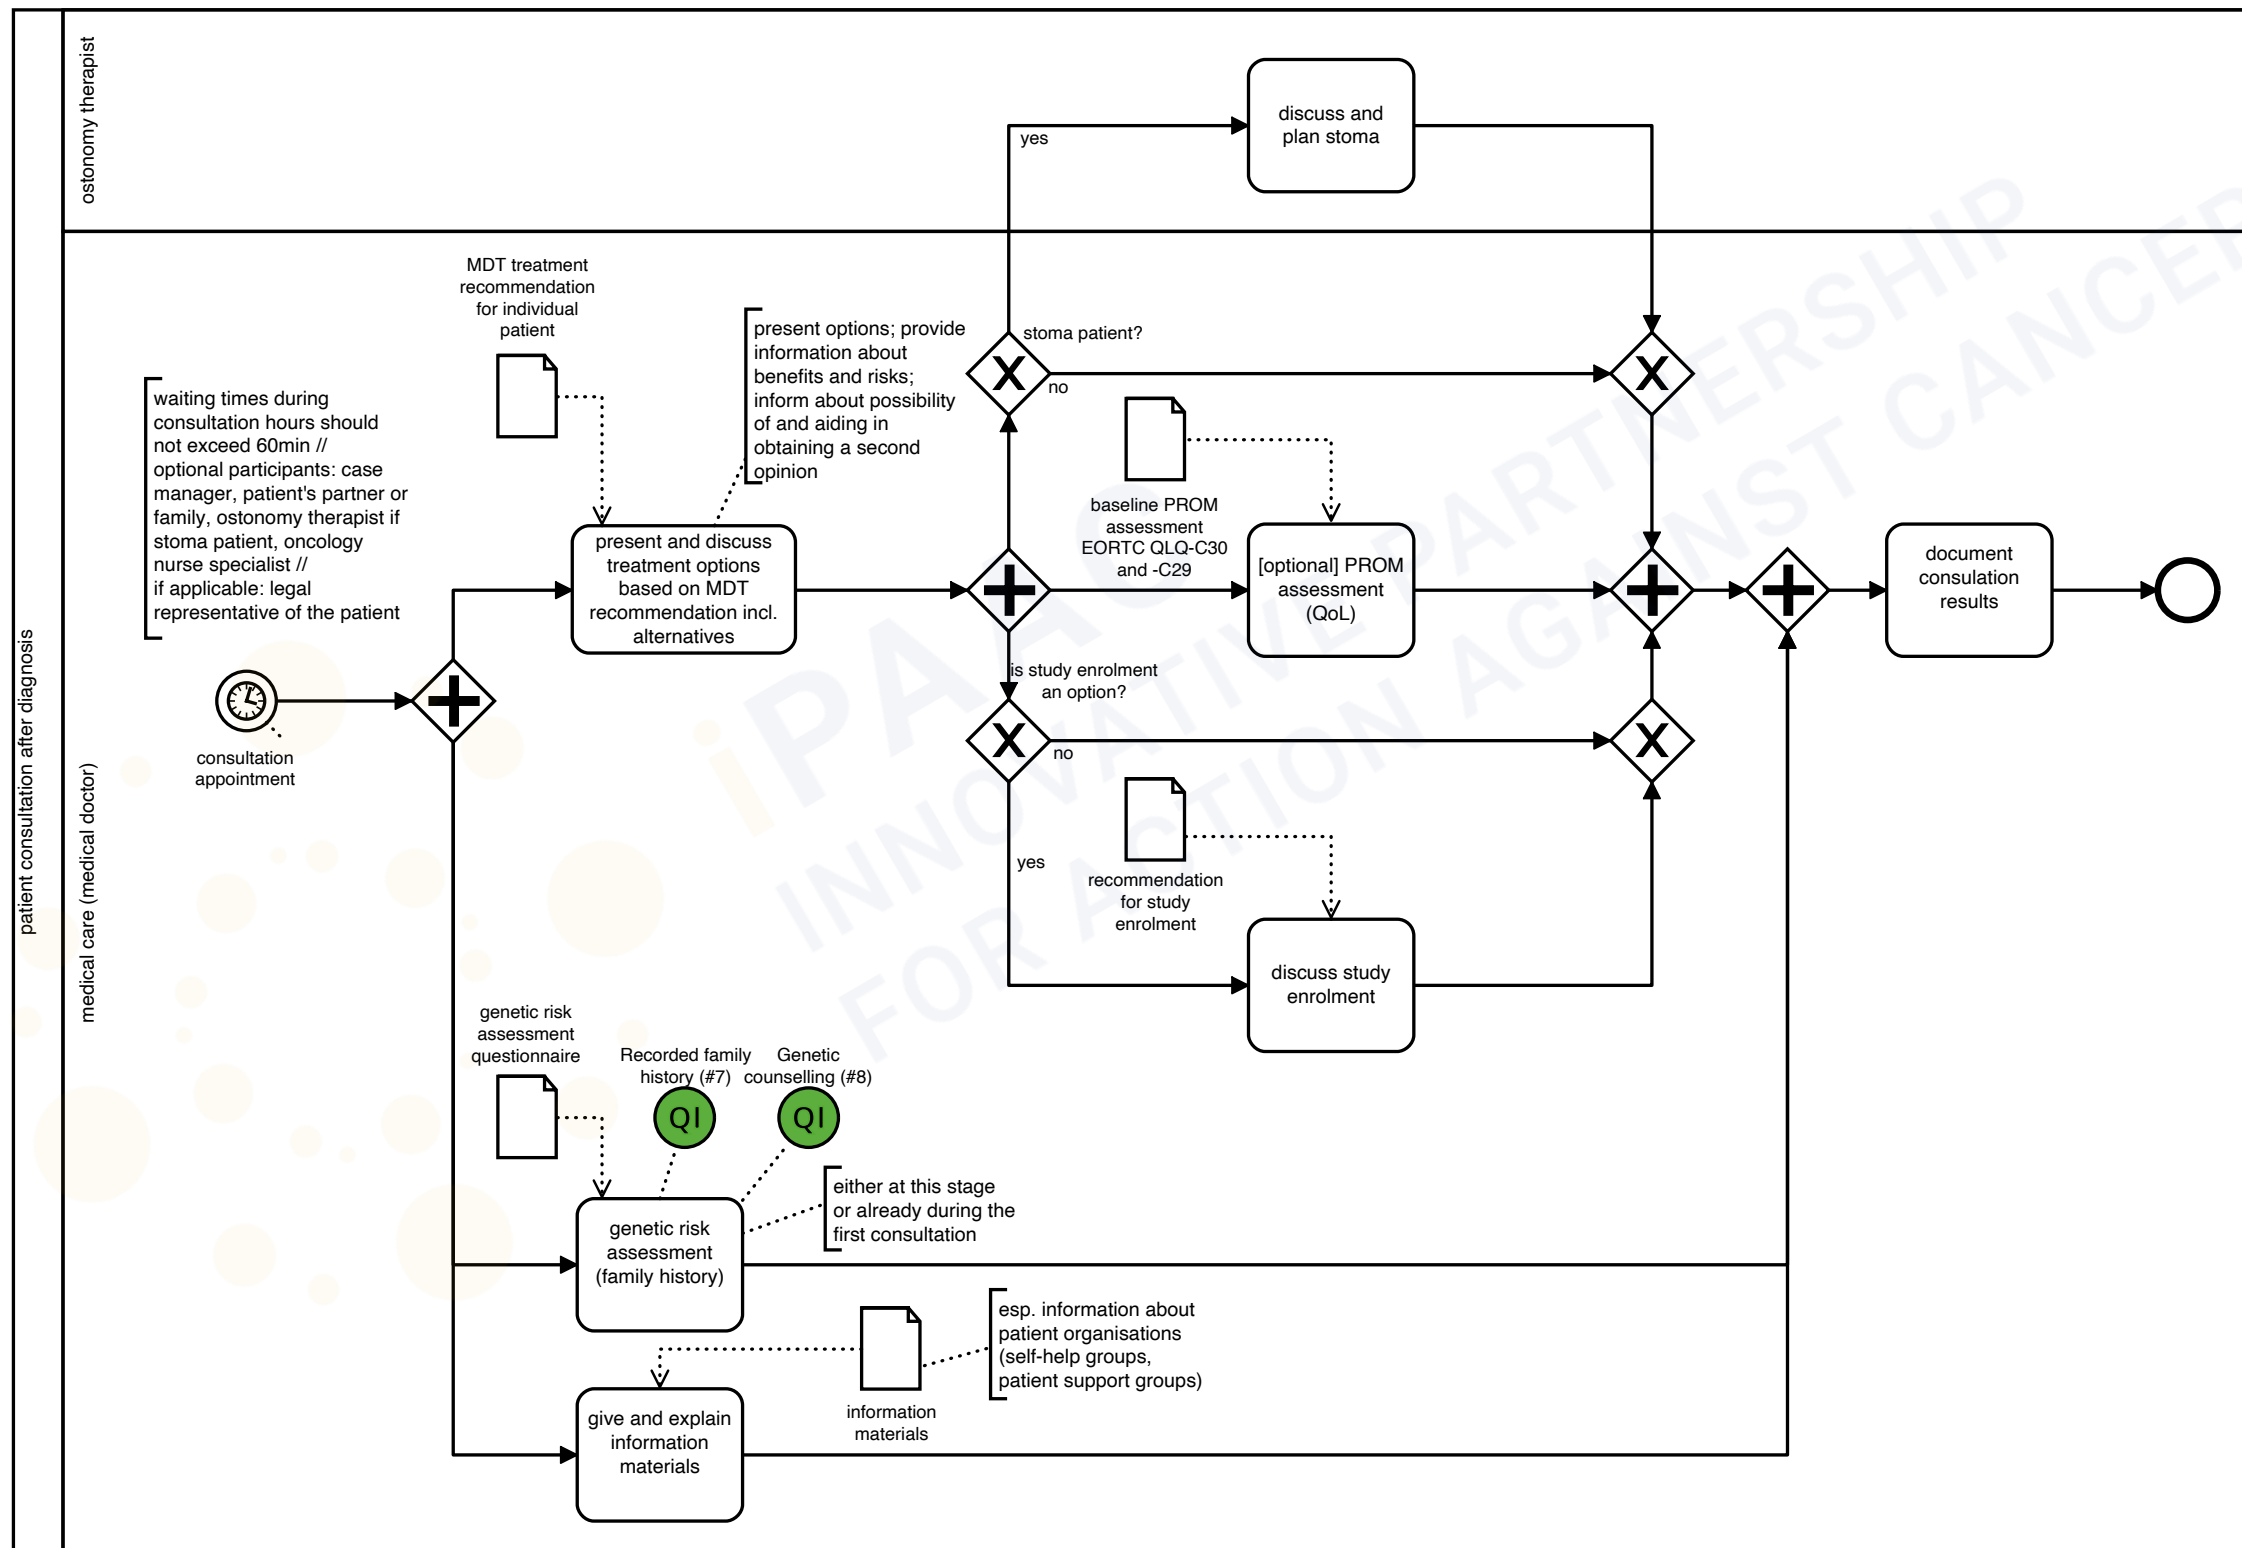 patient consultation after diagnosis
ostonomy therapist
medical care (medical doctor)
discuss and
plan stoma
yes
MDT treatment
recommendation
for individual
patient
present options; provide
information about
benefits and risks;
inform about possibility
of and aiding in
obtaining a second
opinion
stoma patient?
no
waiting times during
consultation hours should
not exceed 60min //
optional participants: case
manager, patient's partner or
family, ostonomy therapist if
stoma patient, oncology
nurse specialist //
if applicable: legal
representative of the patient
baseline PROM
assessment
EORTC QLQ-C30
and -C29
present and discuss
treatment options
based on MDT
recommendation incl.
alternatives
[optional] PROM
assessment
(QoL)
document
consulation
results
is study enrolment
an option?
no
consultation
appointment
yes
recommendation
for study
enrolment
discuss study
enrolment
genetic risk
assessment
questionnaire
Recorded family
history (#7)
Genetic
counselling (#8)
QI
QI
either at this stage
or already during the
first consultation
genetic risk
assessment
(family history)
esp. information about
patient organisations
(self-help groups,
patient support groups)
information
materials
give and explain
information
materials
iPAAC
INNOVATIVE PARTNERSHIP
FOR ACTION AGAINST CANCER